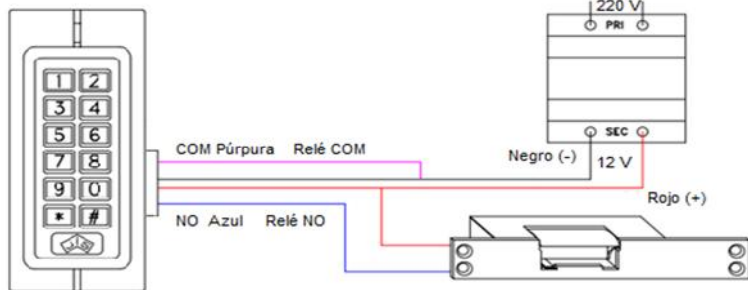 220 V
PRI
1 2
3 4
5 6
7 8
9 0
* #
COM Púrpura Relé COM
Negro (-)
SEC
12 V
Rojo (+)
NO Azul Relé NO